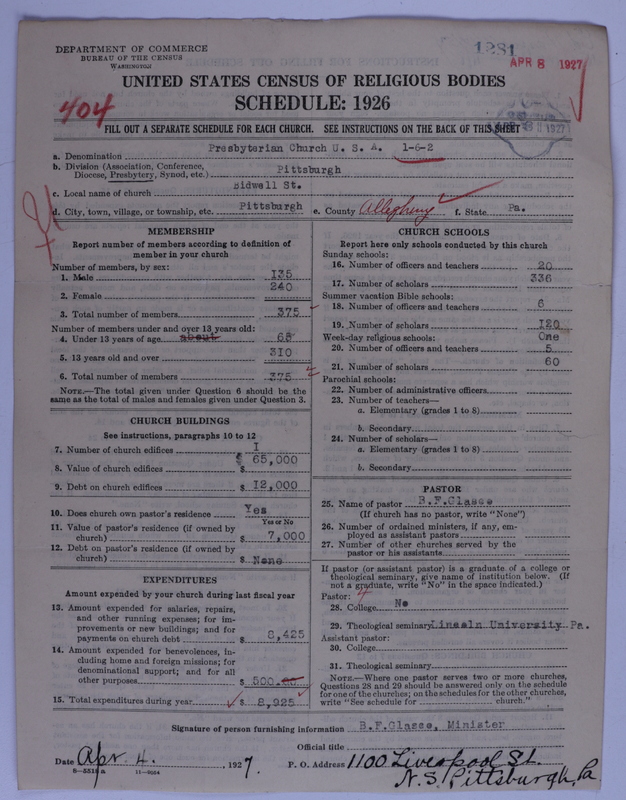 DEPARTMENT OF COMMERCE
BUREAU OF THE CENSUS
WASHINGTON
1281
APR 8 1927
UNITED STATES CENSUS OF RELIGIOUS BODIES
SCHEDULE: 1926
404
FILL OUT A SEPARATE SCHEDULE FOR EACH CHURCH. SEE INSTRUCTIONS ON THE BACK OF THIS SHEET
a. Denomination Presbyterian Church U. S. A. 1-6-2
b. Division (Association, Conference, Diocese, Presbytery, Synod, etc.) Pittsburgh
c. Local name of church Bidwell St.
d. City, town, village, or township, etc. Pittsburgh e. County Allegheny f. State Pa.
MEMBERSHIP
Report number of members according to definition of
member in your church
Number of members, by sex:
1. Male 135
2. Female 240
3. Total number of members 375
Number of members under and over 13 years old:
4. Under 13 years of age about 65
5. 13 years old and over 310
6. Total number of members 375
NOTE.—The total given under Question 6 should be the
same as the total of males and females given under Question 3.
CHURCH BUILDINGS
See instructions, paragraphs 10 to 12
7. Number of church edifices 1
8. Value of church edifices $ 65,000
9. Debt on church edifices $ 12,000
10. Does church own pastor's residence Yes
Yes or No
11. Value of pastor's residence (if owned by
church) $ 7,000
12. Debt on pastor's residence (if owned by
church) $ None
EXPENDITURES
Amount expended by your church during last fiscal year
13. Amount expended for salaries, repairs,
and other running expenses; for im-
provements or new buildings; and for
payments on church debt $ 8,425
14. Amount expended for benevolences, in-
cluding home and foreign missions; for
denominational support; and for all
other purposes $ 500.00
15. Total expenditures during year $ 8,925
CHURCH SCHOOLS
Report here only schools conducted by this church
Sunday schools:
16. Number of officers and teachers 20
17. Number of scholars 336
Summer vacation Bible schools:
18. Number of officers and teachers 6
19. Number of scholars 120
Week-day religious schools: One
20. Number of officers and teachers 5
21. Number of scholars 60
Parochial schools:
22. Number of administrative officers
23. Number of teachers—
a. Elementary (grades 1 to 8)
b. Secondary
24. Number of scholars—
a. Elementary (grades 1 to 8)
b. Secondary
PASTOR
25. Name of pastor B.F.Glasco
(If church has no pastor, write "None")
26. Number of ordained ministers, if any, em-
ployed as assistant pastors
27. Number of other churches served by the
pastor or his assistants
If pastor (or assistant pastor) is a graduate of a college or
theological seminary, give name of institution below. (If
not a graduate, write "No" in the space indicated.)
Pastor: 4
28. College No
29. Theological seminary Lincoln University Pa.
Assistant pastor:
30. College
31. Theological seminary
NOTE.—Where one pastor serves two or more churches,
Questions 28 and 29 should be answered only on the schedule
for one of the churches; on the schedules for the other churches,
write "See schedule for church."
Signature of person furnishing information B.F.Glasco, Minister
Official title
Date Apr. 4. 1927. P. O. Address 1100 Liverpool St.
N.S. Pittsburgh, Pa
8—5518a 11—9064